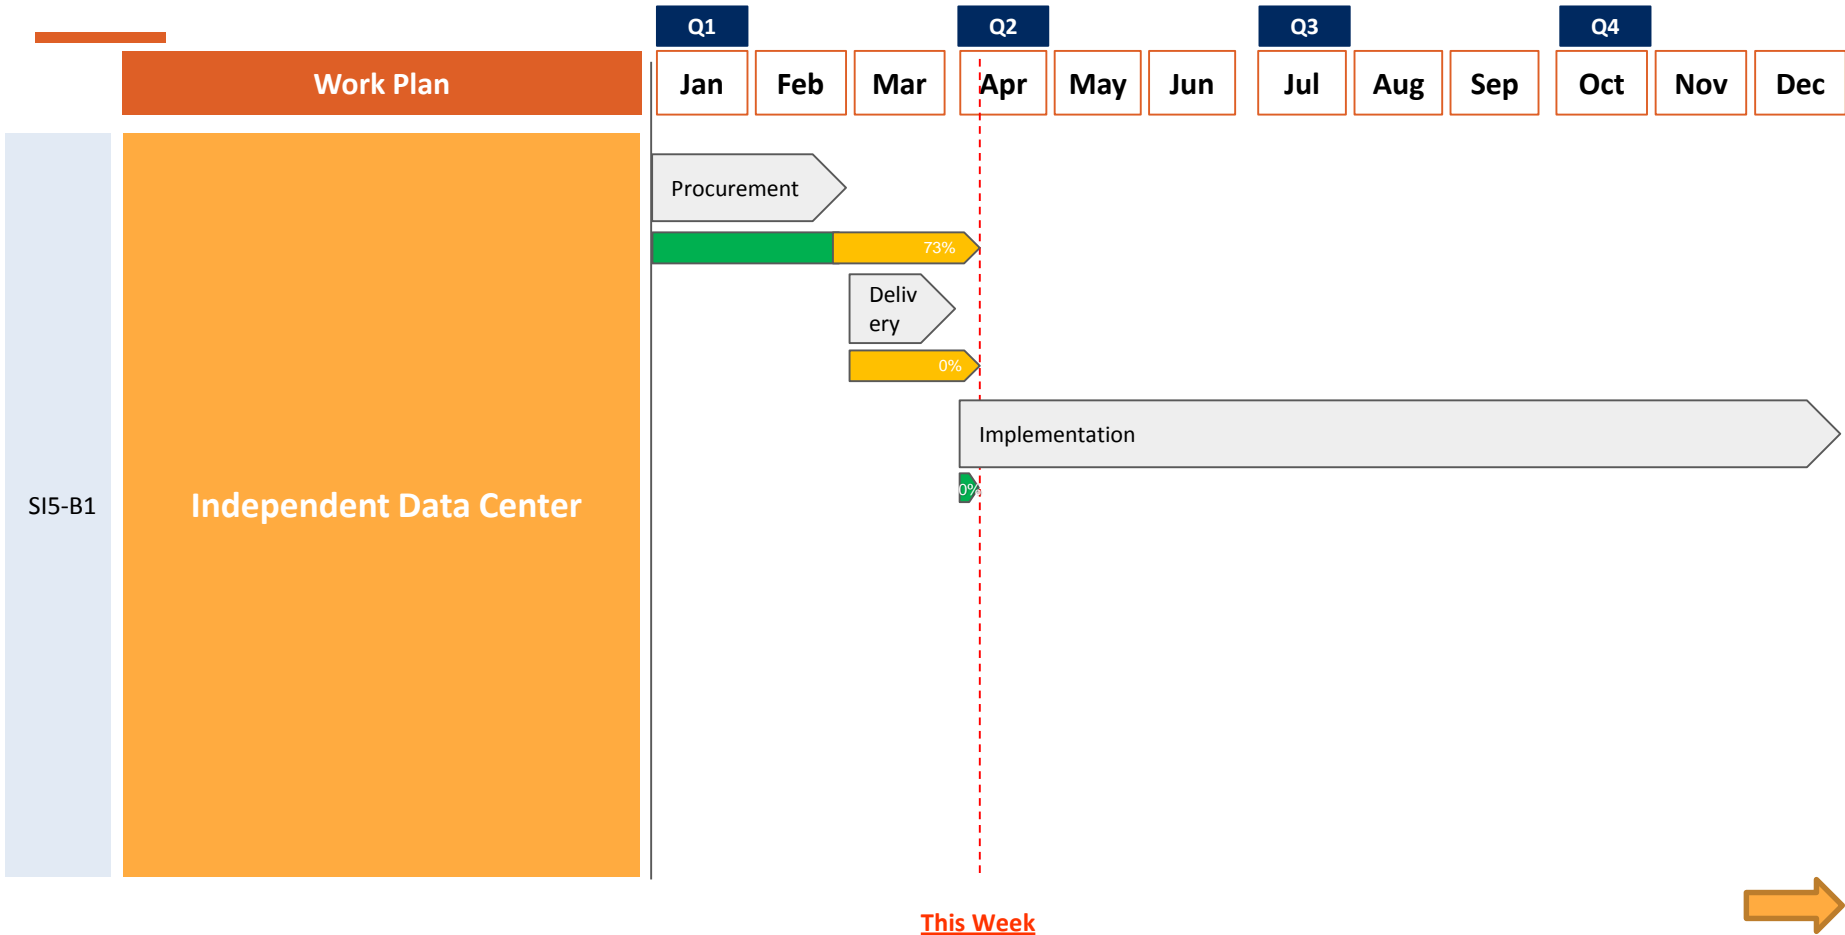 Q1 Q2 Q3 Q4
Work Plan Jan Feb Mar Apr May Jun Jul Aug Sep Oct Nov Dec
Procurement
73%
Deliv
ery
0%
Implementation
0%
SI5-B1 Independent Data Center
This Week